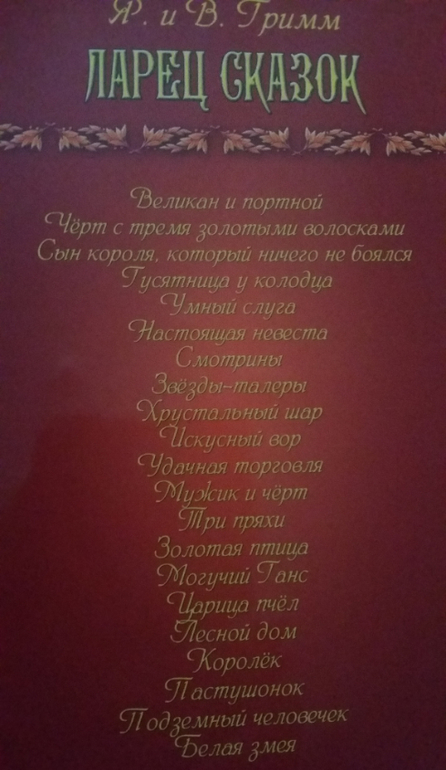 Я. и В. Гримм
ЛАРЕЦ СКАЗОК
Великан и портной
Чёрт с тремя золотыми волосками
Сын короля, который ничего не боялся
Гусятница у колодца
Умный слуга
Настоящая невеста
Смотрины
Звёзды-талеры
Хрустальный шар
Искусный вор
Удачная торговля
Мужик и чёрт
Три пряхи
Золотая птица
Могучий Ганс
Царица пчёл
Лесной дом
Королёк
Пастушонок
Подземный человечек
Белая змея